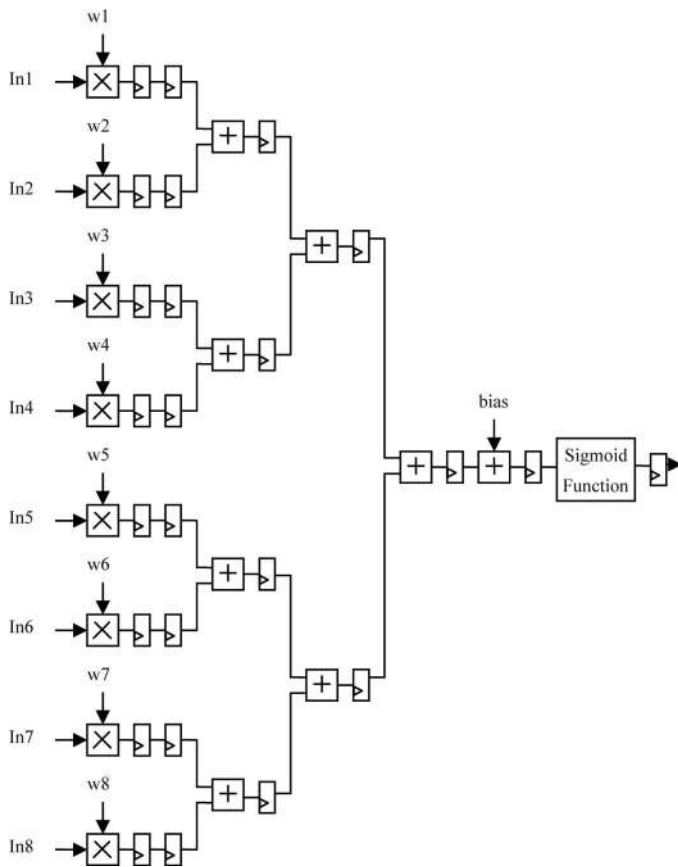 w1
In1
w2
In2
w3
In3
w4
In4
bias
w5
Sigmoid
Function
In5
w6
In6
w7
In7
w8
In8